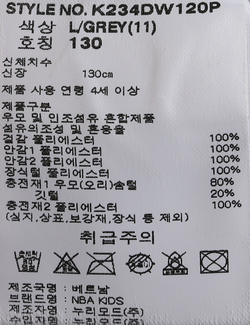 STYLE NO. K234DW120P
색상 L/GREY(11)
호칭 130
신체치수
신장 130cm
제품 사용 연령 4세 이상
제품구분
우모 및 인조섬유 혼합제품
섬유의조성 및 혼용율
겉감 폴리에스터 100%
안감1 폴리에스터 100%
안감2 폴리에스터 100%
장식털 폴리에스터 100%
충전재1 우모(오리)솜털 80%
깃털 20%
충전재2 폴리에스터 100%
(심지,상표,보강재,장식 등 제외)
취급주의
제조국명 : 베트남
브랜드명 : NBA KIDS
제조자명 : 누리모드(주)